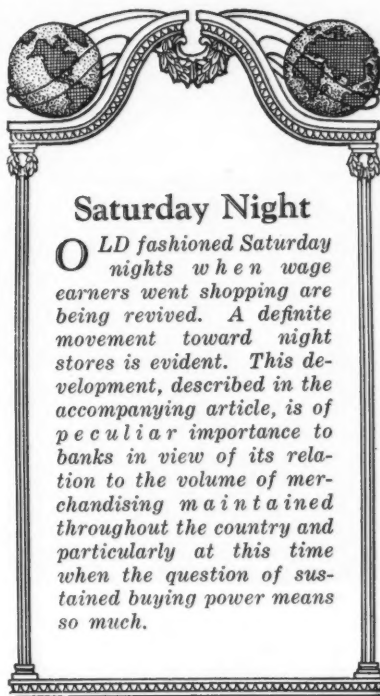 Saturday Night
OLD fashioned Saturday
nights when wage
earners went shopping are
being revived. A definite
movement toward night
stores is evident. This de-
velopment, described in the
accompanying article, is of
peculiar importance to
banks in view of its rela-
tion to the volume of mer-
chandising maintained
throughout the country and
particularly at this time
when the question of sus-
tained buying power means
so much.